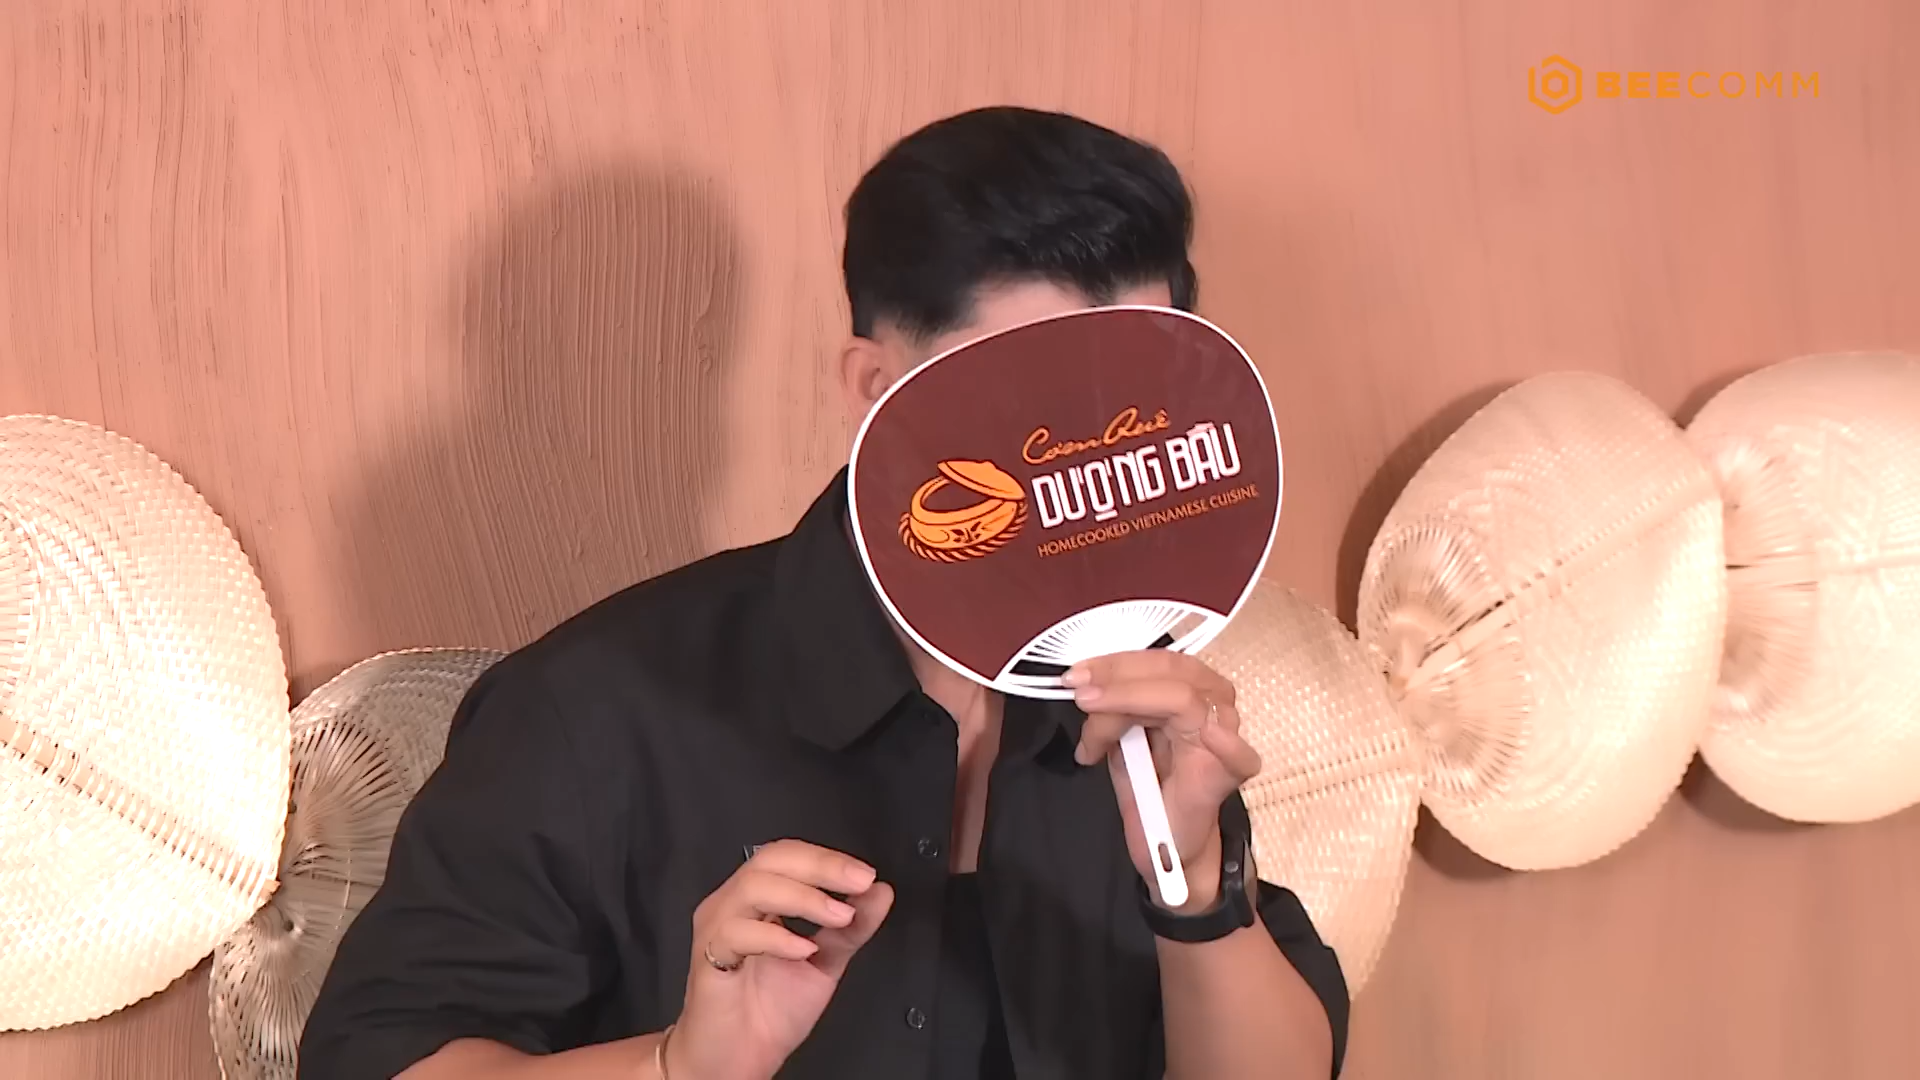 BEECOMM
Cơm Quê
DƯỢNG BẦU
HOMECOOKED VIETNAMESE CUISINE